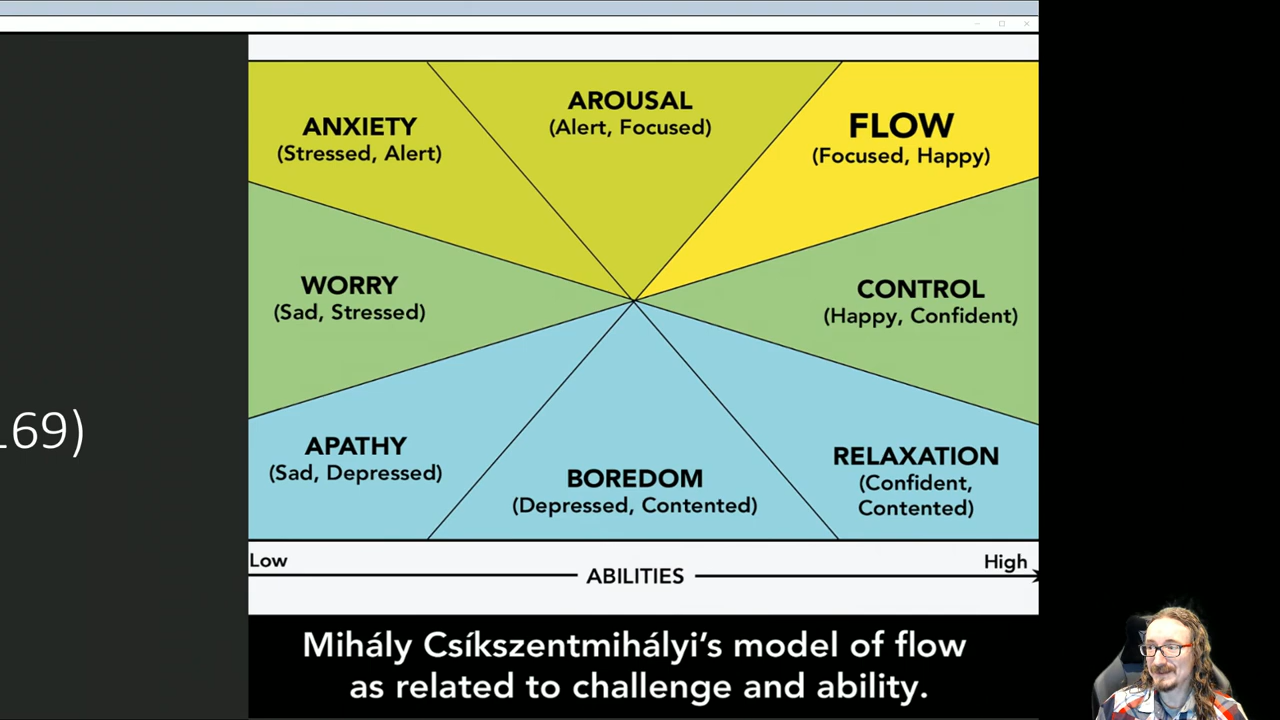 ANXIETY
(Stressed, Alert)
AROUSAL
(Alert, Focused)
FLOW
(Focused, Happy)
WORRY
(Sad, Stressed)
CONTROL
(Happy, Confident)
.69)
APATHY
(Sad, Depressed)
BOREDOM
(Depressed, Contented)
RELAXATION
(Confident,
Contented)
Low
High
ABILITIES
Mihály Csíkszentmihályi’s model of flow
as related to challenge and ability.